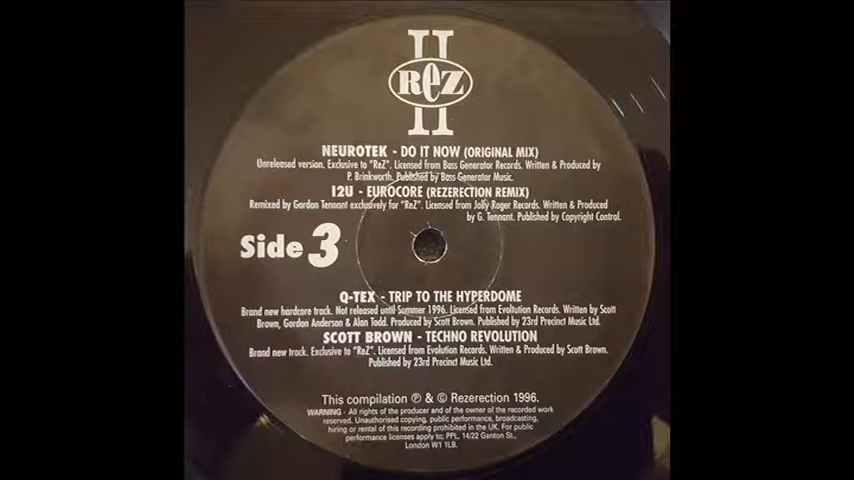 II
ReZ
II
NEUROTEK - DO IT NOW (ORIGINAL MIX)
Unreleased version. Exclusive to "ReZ". Licensed from Bass Generator Records. Written & Produced by
P. Brinkworth. Published by Bass Generator Music.
I2U - EUROCORE (REZERECTION REMIX)
Remixed by Gordon Tennant exclusively for "ReZ". Licensed from Jolly Roger Records. Written & Produced
by G. Tennant. Published by Copyright Control.
Side 3
Q-TEX - TRIP TO THE HYPERDOME
Brand new hardcore track. Not released until Summer 1996. Licensed from Evolution Records. Written by Scott
Brown, Gordon Anderson & Alan Todd. Produced by Scott Brown. Published by 23rd Precinct Music Ltd.
SCOTT BROWN - TECHNO REVOLUTION
Brand new track. Exclusive to "ReZ". Licensed from Evolution Records. Written & Produced by Scott Brown.
Published by 23rd Precinct Music Ltd.
This compilation ℗ & © Rezerection 1996.
WARNING - All rights of the producer and of the owner of the recorded work
reserved. Unauthorised copying, public performance, broadcasting,
hiring or rental of this recording prohibited in the UK. For public
performance licenses apply to; PPL, 14/22 Ganton St.,
London W1 1LB.